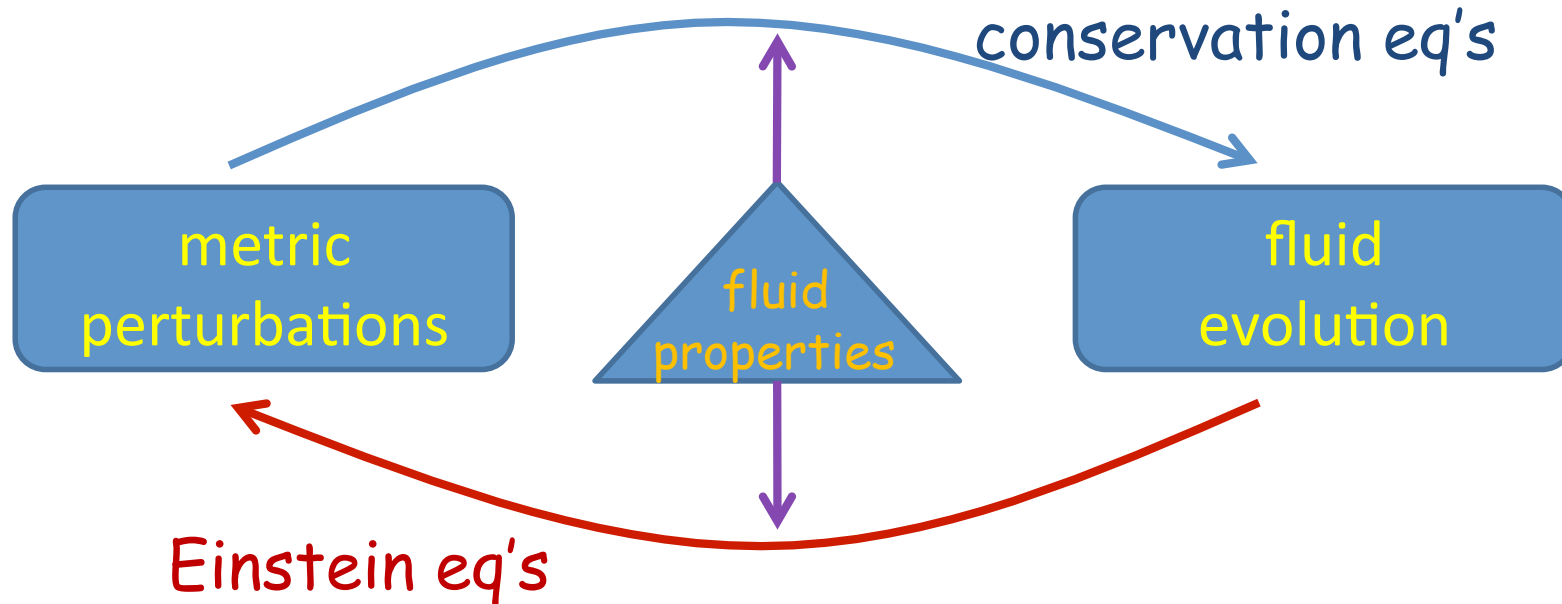 conservation eq's
metric
perturbations
fluid
properties
fluid
evolution
Einstein eq's